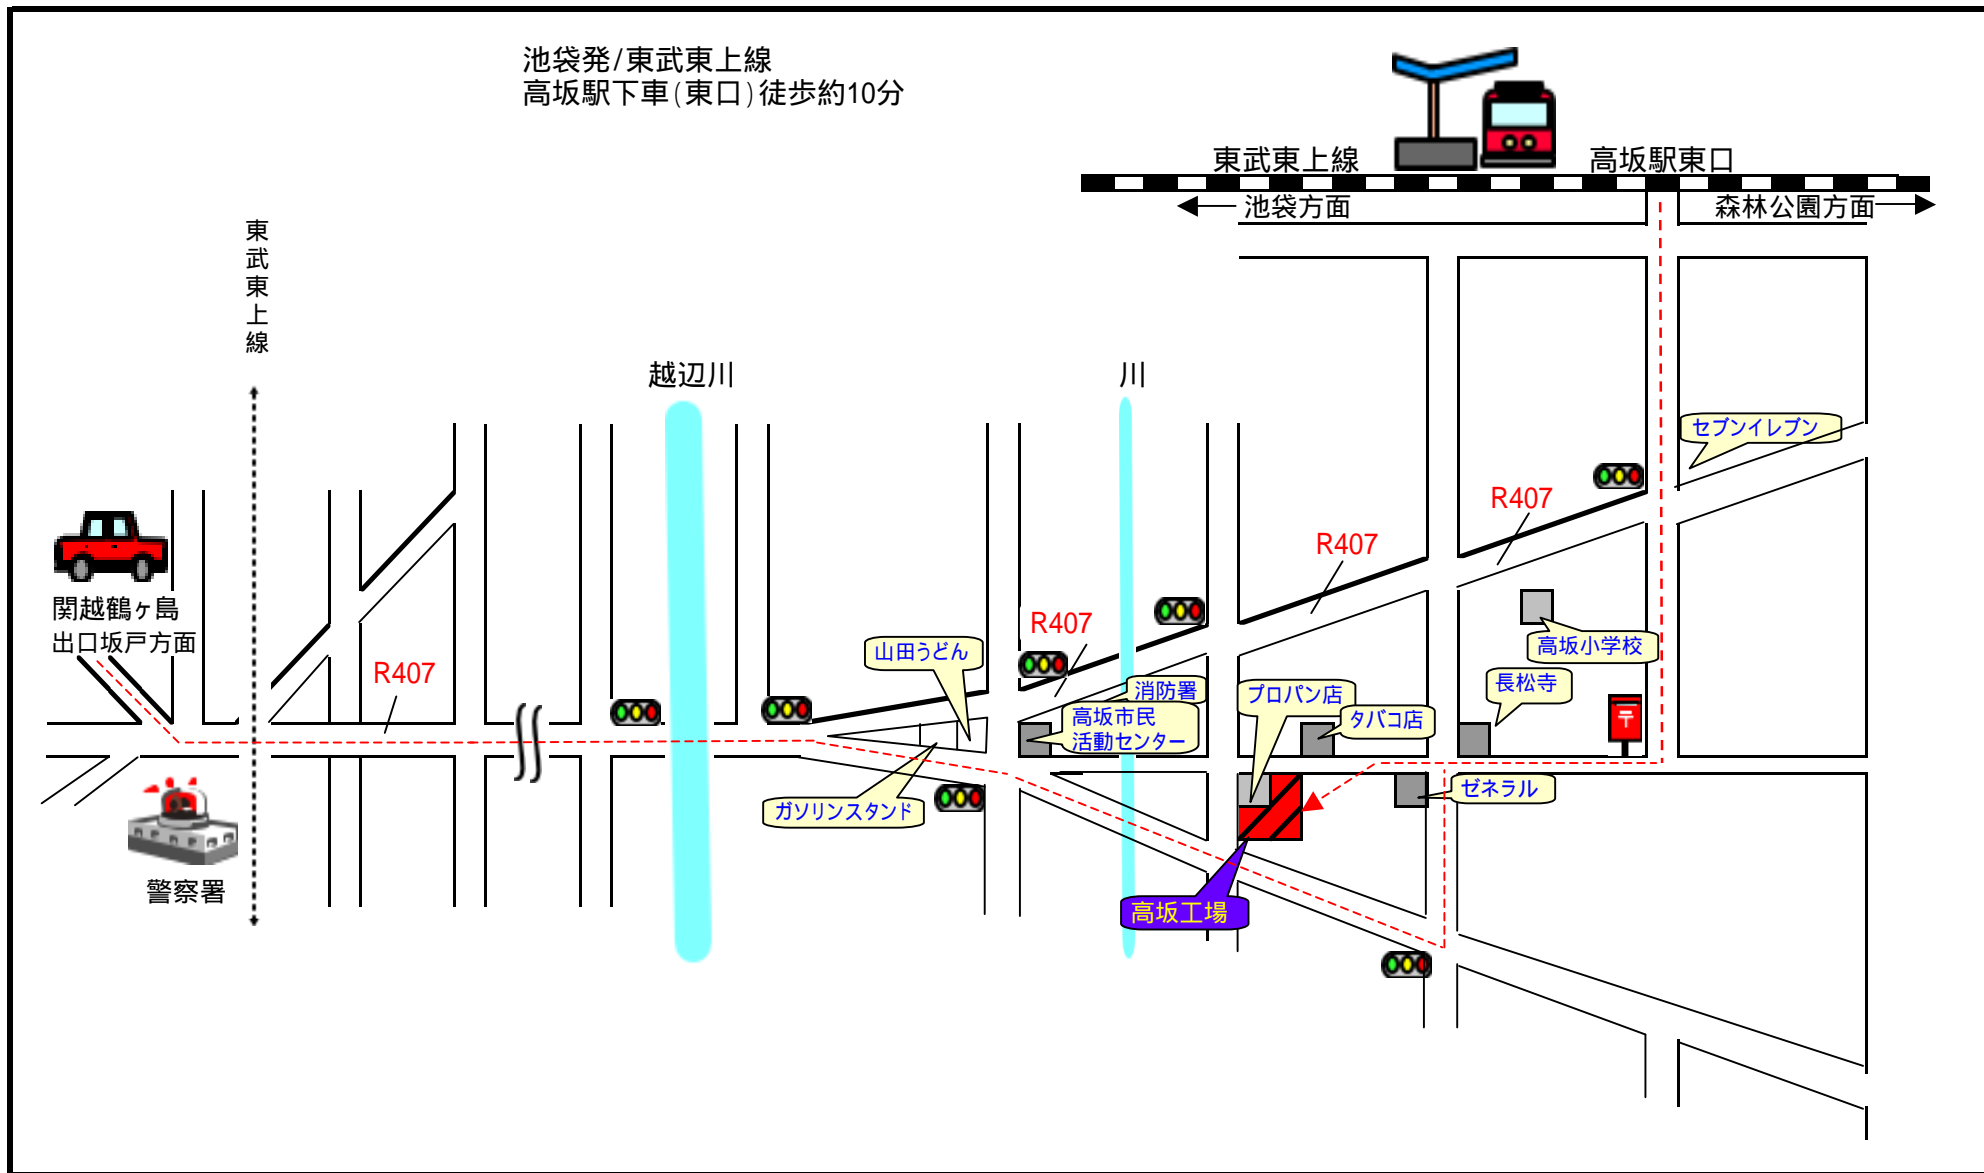 池袋発/東武東上線
高坂駅下車(東口)徒歩約10分
東武東上線
高坂駅東口
池袋方面
森林公園方面
東武東上線
越辺川
川
セブンイレブン
R407
R407
関越鶴ヶ島
出口坂戸方面
R407
山田うどん
高坂小学校
R407
消防署
プロパン店
長松寺
高坂市民
活動センター
タバコ店
〒
ガソリンスタンド
ゼネラル
警察署
高坂工場